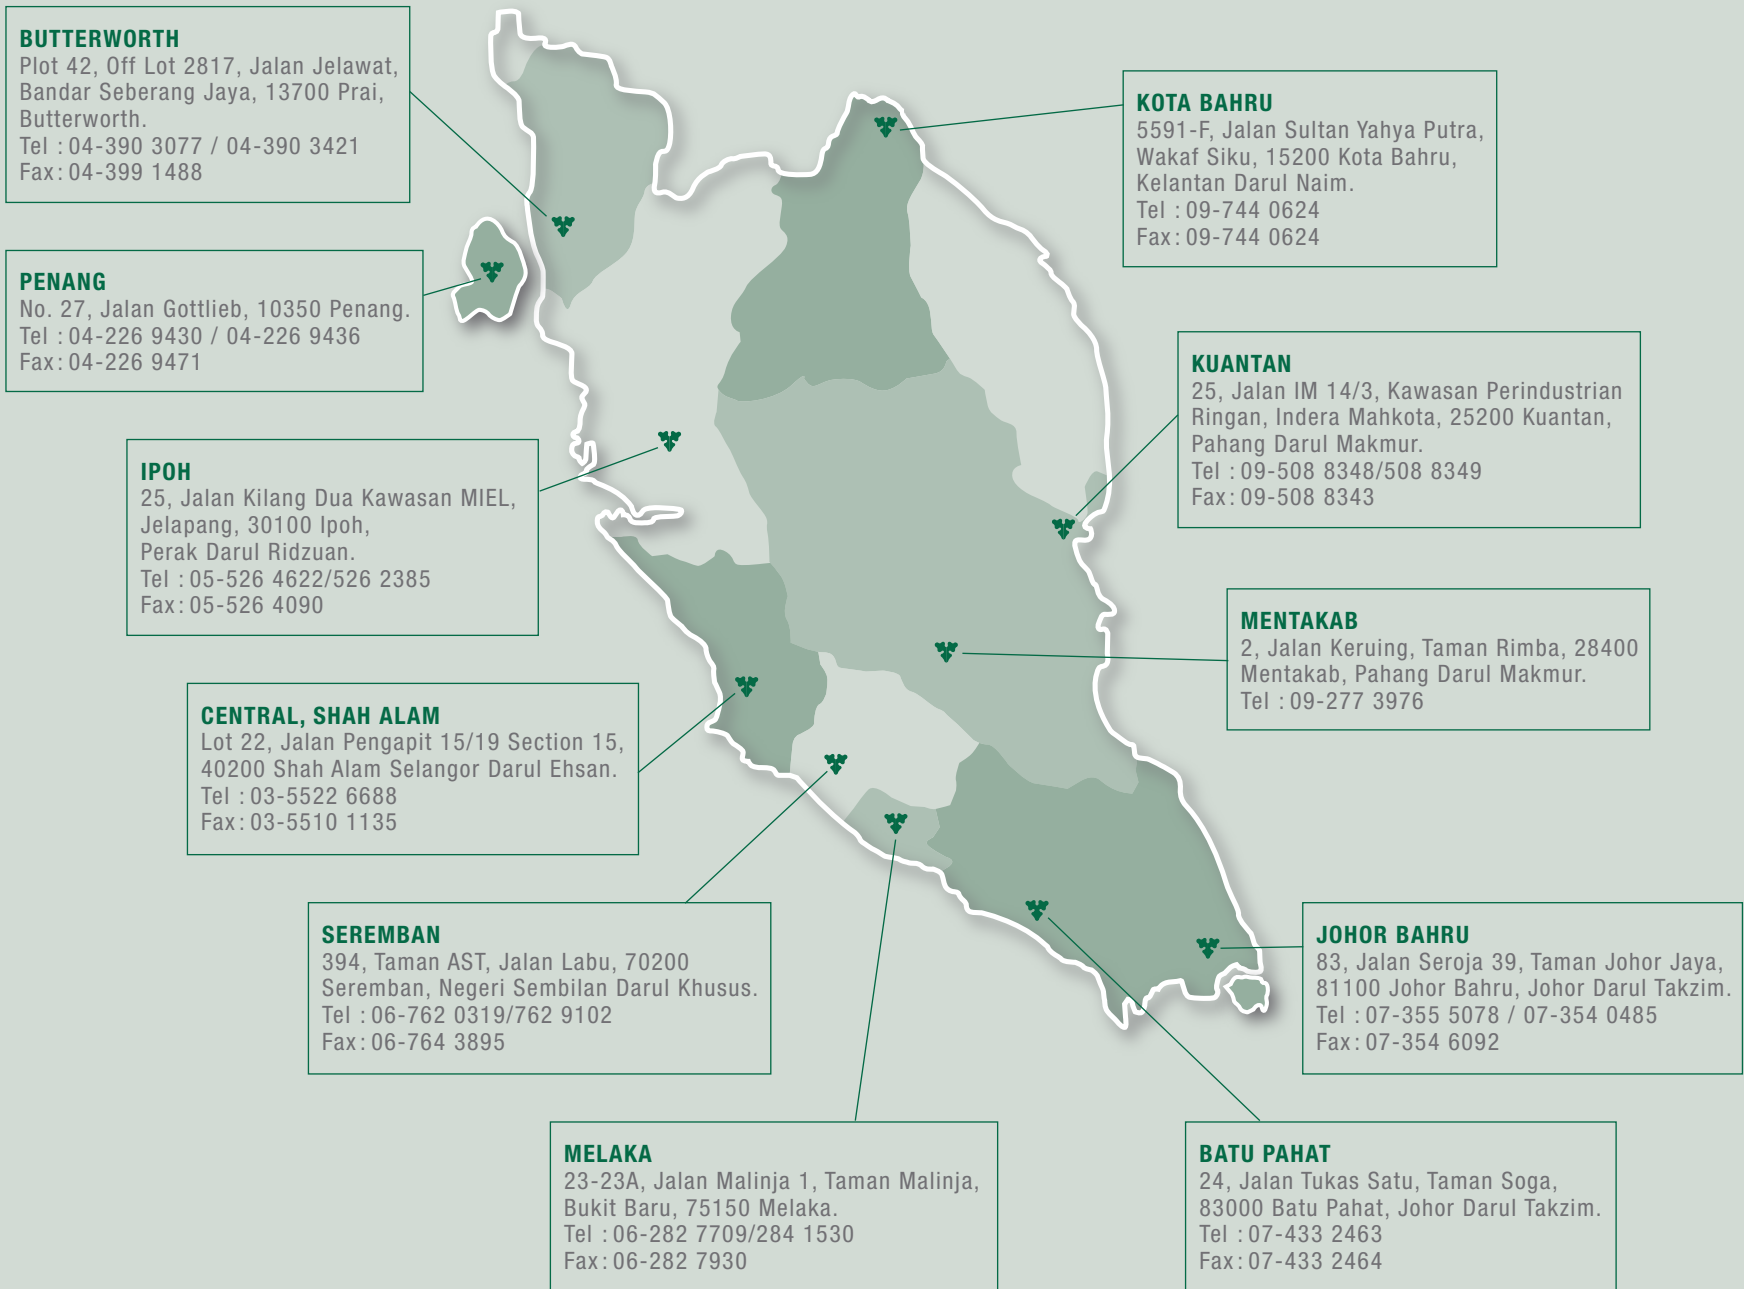 BUTTERWORTH
Plot 42, Off Lot 2817, Jalan Jelawat,
Bandar Seberang Jaya, 13700 Prai,
Butterworth.
Tel : 04-390 3077 / 04-390 3421
Fax: 04-399 1488
PENANG
No. 27, Jalan Gottlieb, 10350 Penang.
Tel : 04-226 9430 / 04-226 9436
Fax: 04-226 9471
IPOH
25, Jalan Kilang Dua Kawasan MIEL,
Jelapang, 30100 Ipoh,
Perak Darul Ridzuan.
Tel : 05-526 4622/526 2385
Fax: 05-526 4090
CENTRAL, SHAH ALAM
Lot 22, Jalan Pengapit 15/19 Section 15,
40200 Shah Alam Selangor Darul Ehsan.
Tel : 03-5522 6688
Fax: 03-5510 1135
SEREMBAN
394, Taman AST, Jalan Labu, 70200
Seremban, Negeri Sembilan Darul Khusus.
Tel : 06-762 0319/762 9102
Fax: 06-764 3895
MELAKA
23-23A, Jalan Malinja 1, Taman Malinja,
Bukit Baru, 75150 Melaka.
Tel : 06-282 7709/284 1530
Fax: 06-282 7930
KOTA BAHRU
5591-F, Jalan Sultan Yahya Putra,
Wakaf Siku, 15200 Kota Bahru,
Kelantan Darul Naim.
Tel : 09-744 0624
Fax: 09-744 0624
KUANTAN
25, Jalan IM 14/3, Kawasan Perindustrian
Ringan, Indera Mahkota, 25200 Kuantan,
Pahang Darul Makmur.
Tel : 09-508 8348/508 8349
Fax: 09-508 8343
MENTAKAB
2, Jalan Keruing, Taman Rimba, 28400
Mentakab, Pahang Darul Makmur.
Tel : 09-277 3976
JOHOR BAHRU
83, Jalan Seroja 39, Taman Johor Jaya,
81100 Johor Bahru, Johor Darul Takzim.
Tel : 07-355 5078 / 07-354 0485
Fax: 07-354 6092
BATU PAHAT
24, Jalan Tukas Satu, Taman Soga,
83000 Batu Pahat, Johor Darul Takzim.
Tel : 07-433 2463
Fax: 07-433 2464